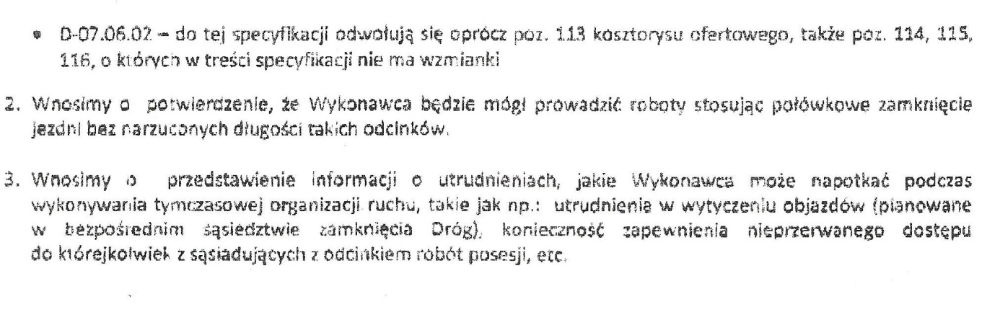 • D-07.06.02 – do tej specyfikacji odwołują się oprócz poz. 113 kosztorysu ofertowego, także poz. 114, 115,
116, o których w treści specyfikacji nie ma wzmianki
2. Wnosimy o potwierdzenie, że Wykonawca będzie mógł prowadzić roboty stosując połówkowe zamknięcie
jezdni bez narzuconych długości takich odcinków.
3. Wnosimy o przedstawienie informacji o utrudnieniach, jakie Wykonawca może napotkać podczas
wykonywania tymczasowej organizacji ruchu, takie jak np.: utrudnienia w wytyczeniu objazdów (planowane
w bezpośrednim sąsiedztwie zamknięcia Dróg), konieczność zapewnienia nieprzerwanego dostępu
do którejkolwiek z sąsiadujących z odcinkiem robót posesji, etc.